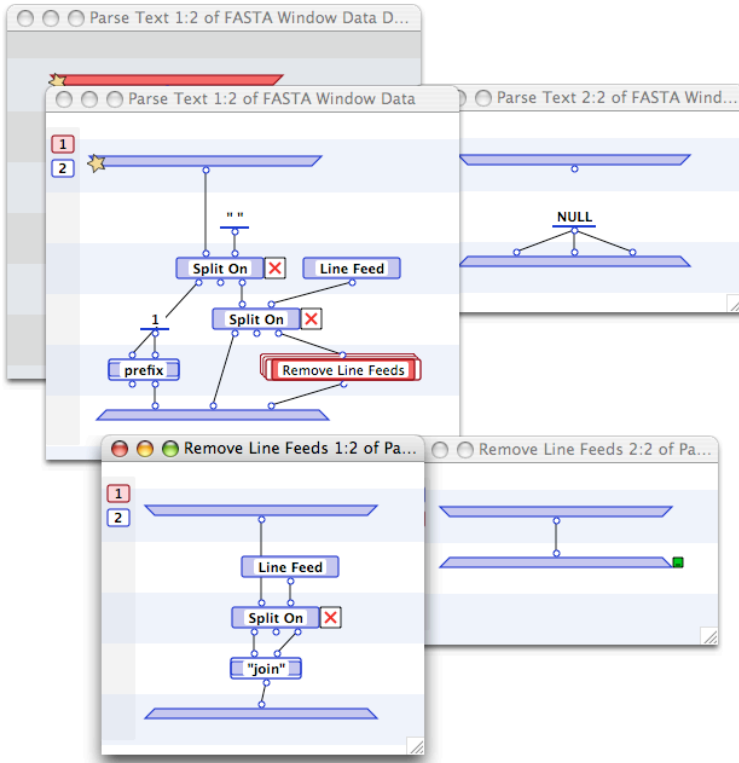 Parse Text 1:2 of FASTA Window Data D...
Parse Text 1:2 of FASTA Window Data
Parse Text 2:2 of FASTA Wind...
1
2
" "
NULL
Split On
Line Feed
1
Split On
prefix
Remove Line Feeds
Remove Line Feeds 1:2 of Pa...
Remove Line Feeds 2:2 of Pa...
1
2
Line Feed
Split On
"join"